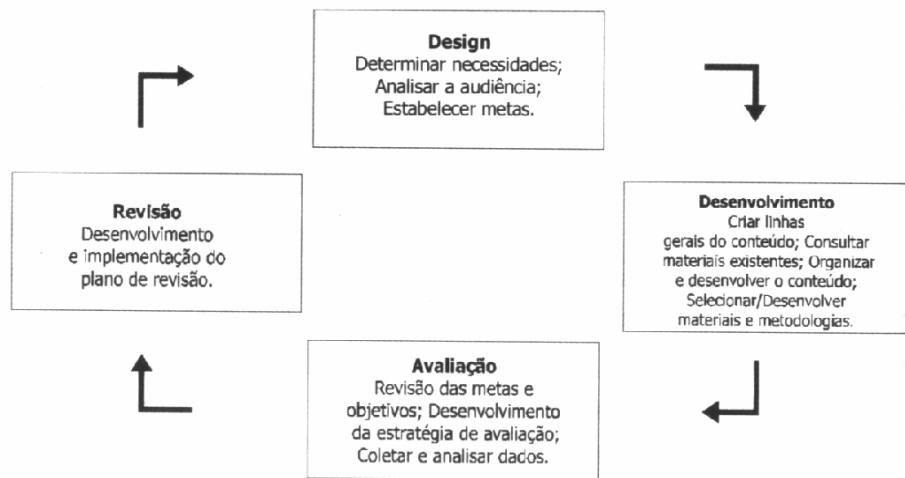 Design
Determinar necessidades;
Analisar a audiência;
Estabelecer metas.
Desenvolvimento
Criar linhas
gerais do conteúdo; Consultar
materiais existentes; Organizar
e desenvolver o conteúdo;
Selecionar/Desenvolver
materiais e metodologias.
Avaliação
Revisão das metas e
objetivos; Desenvolvimento
da estratégia de avaliação;
Coletar e analisar dados.
Revisão
Desenvolvimento
e implementação do
plano de revisão.